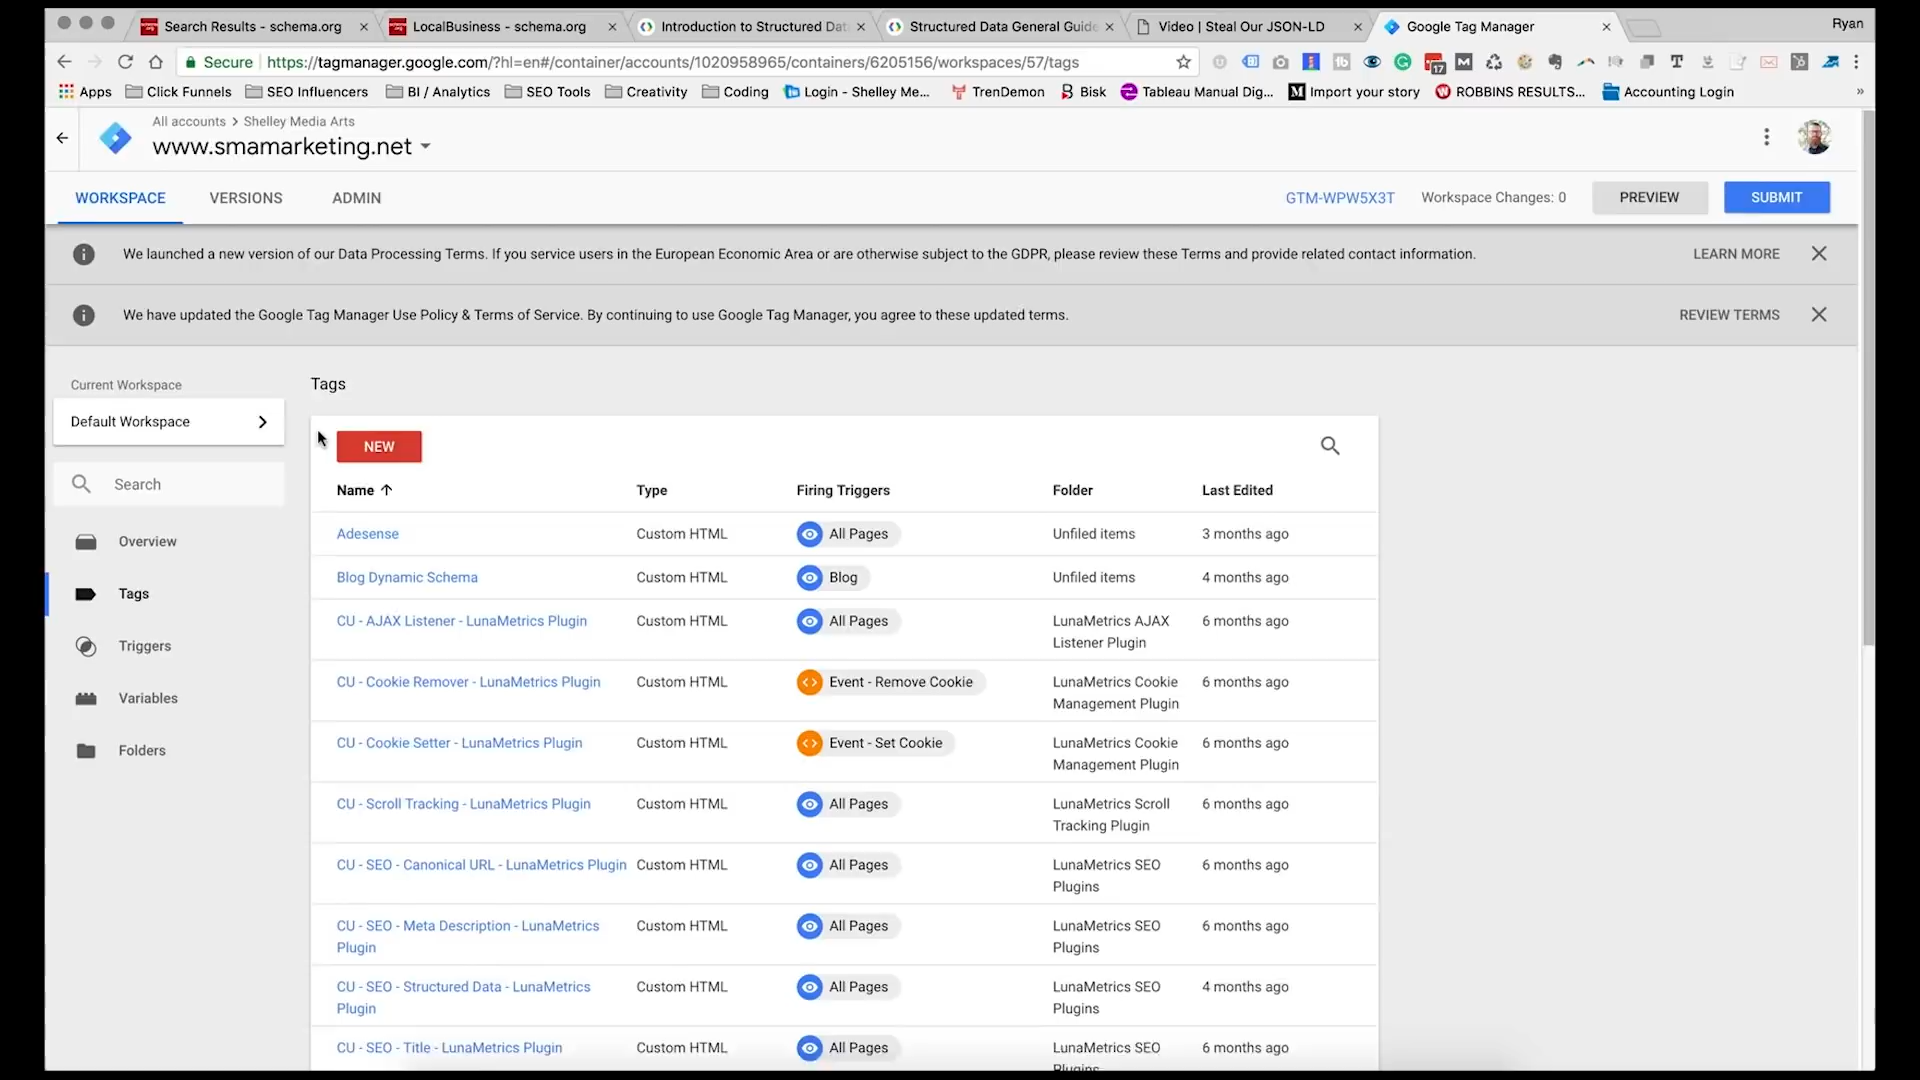 Search Results - schema.org
LocalBusiness - schema.org
Introduction to Structured Dat
Structured Data General Guide
Video | Steal Our JSON-LD
Google Tag Manager
Ryan
Secure
https://tagmanager.google.com/?hl=en#/container/accounts/1020958965/containers/6205156/workspaces/57/tags
17
Apps
Click Funnels
SEO Influencers
BI / Analytics
SEO Tools
Creativity
Coding
Login - Shelley Me...
TrenDemon
Bisk
Tableau Manual Dig...
Import your story
ROBBINS RESULTS...
Accounting Login
»
All accounts > Shelley Media Arts
www.smamarketing.net
WORKSPACE
VERSIONS
ADMIN
GTM-WPW5X3T
Workspace Changes: 0
PREVIEW
SUBMIT
We launched a new version of our Data Processing Terms. If you service users in the European Economic Area or are otherwise subject to the GDPR, please review these Terms and provide related contact information.
LEARN MORE
We have updated the Google Tag Manager Use Policy & Terms of Service. By continuing to use Google Tag Manager, you agree to these updated terms.
REVIEW TERMS
Current Workspace
Default Workspace
Search
Overview
Tags
Triggers
Variables
Folders
Tags
NEW
Name
Type
Firing Triggers
Folder
Last Edited
Adesense
Custom HTML
All Pages
Unfiled items
3 months ago
Blog Dynamic Schema
Custom HTML
Blog
Unfiled items
4 months ago
CU - AJAX Listener - LunaMetrics Plugin
Custom HTML
All Pages
LunaMetrics AJAX
Listener Plugin
6 months ago
CU - Cookie Remover - LunaMetrics Plugin
Custom HTML
Event - Remove Cookie
LunaMetrics Cookie
Management Plugin
6 months ago
CU - Cookie Setter - LunaMetrics Plugin
Custom HTML
Event - Set Cookie
LunaMetrics Cookie
Management Plugin
6 months ago
CU - Scroll Tracking - LunaMetrics Plugin
Custom HTML
All Pages
LunaMetrics Scroll
Tracking Plugin
6 months ago
CU - SEO - Canonical URL - LunaMetrics Plugin
Custom HTML
All Pages
LunaMetrics SEO
Plugins
6 months ago
CU - SEO - Meta Description - LunaMetrics
Plugin
Custom HTML
All Pages
LunaMetrics SEO
Plugins
6 months ago
CU - SEO - Structured Data - LunaMetrics
Plugin
Custom HTML
All Pages
LunaMetrics SEO
Plugins
4 months ago
CU - SEO - Title - LunaMetrics Plugin
Custom HTML
All Pages
LunaMetrics SEO
Plugins
6 months ago